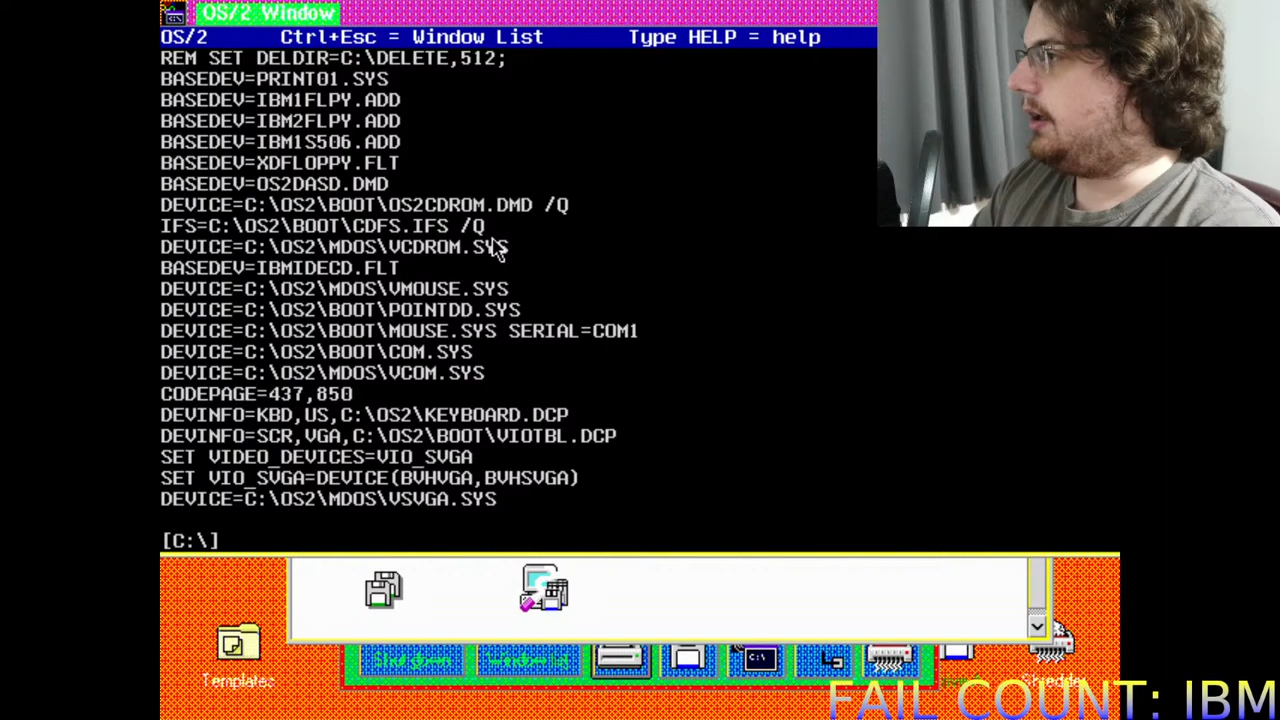 OS/2 Window
OS/2 Ctrl+Esc = Window List Type HELP = help
REM SET DELDIR=C:\DELETE,512;
BASEDEV=PRINT01.SYS
BASEDEV=IBM1FLPY.ADD
BASEDEV=IBM2FLPY.ADD
BASEDEV=IBM1S506.ADD
BASEDEV=XDFLOPPY.FLT
BASEDEV=OS2DASD.DMD
DEVICE=C:\OS2\BOOT\OS2CDROM.DMD /Q
IFS=C:\OS2\BOOT\CDFS.IFS /Q
DEVICE=C:\OS2\MDOS\VCDROM.SYS
BASEDEV=IBMIDECD.FLT
DEVICE=C:\OS2\MDOS\VMOUSE.SYS
DEVICE=C:\OS2\BOOT\POINTDD.SYS
DEVICE=C:\OS2\BOOT\MOUSE.SYS SERIAL=COM1
DEVICE=C:\OS2\BOOT\COM.SYS
DEVICE=C:\OS2\MDOS\VCOM.SYS
CODEPAGE=437,850
DEVINFO=KBD,US,C:\OS2\KEYBOARD.DCP
DEVINFO=SCR,VGA,C:\OS2\BOOT\VIOTBL.DCP
SET VIDEO_DEVICES=VIO_SVGA
SET VIO_SVGA=DEVICE(BVHVGA,BVHSVGA)
DEVICE=C:\OS2\MDOS\VSVGA.SYS
[C:\]
Shut down
Templates
Shredder
FAIL COUNT: IBM